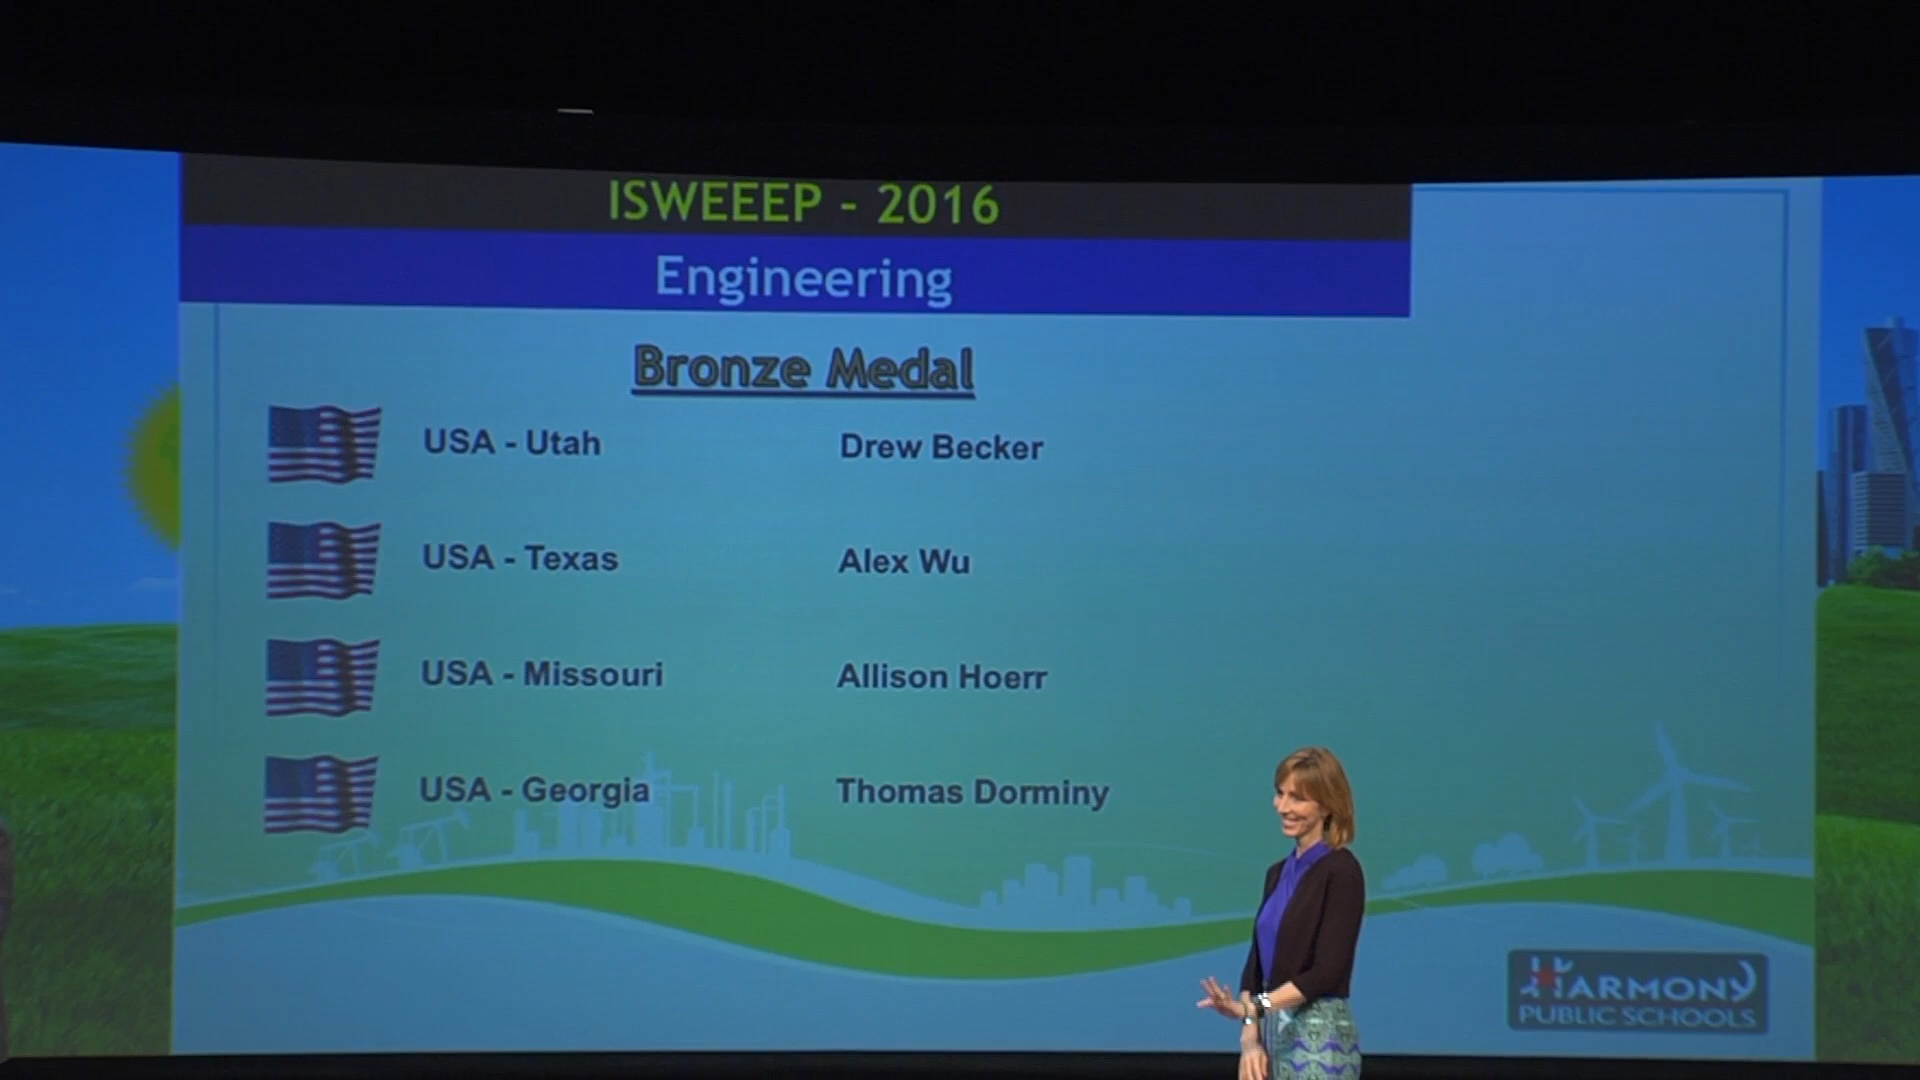 ISWEEEP - 2016
Engineering
Bronze Medal
USA - Utah Drew Becker
USA - Texas Alex Wu
USA - Missouri Allison Hoerr
USA - Georgia Thomas Dorminy
HARMONY
PUBLIC SCHOOLS